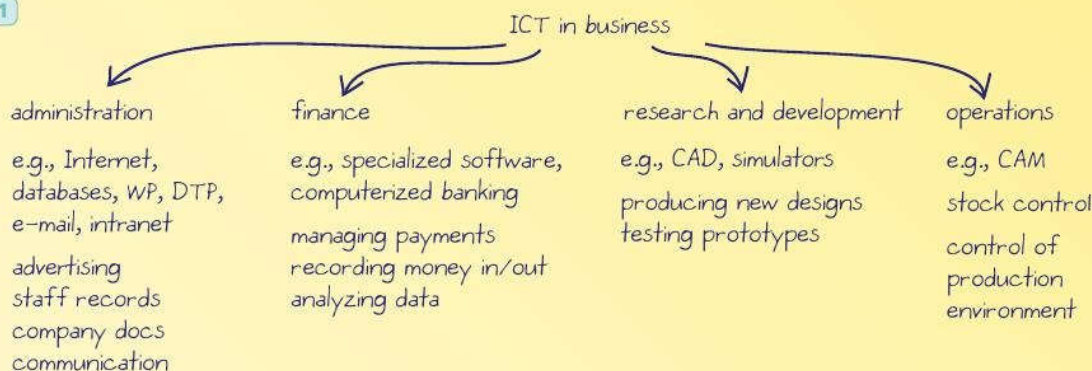 1
ICT in business
administration
e.g., Internet,
databases, WP, DTP,
e-mail, intranet
advertising
staff records
company docs
communication
finance
e.g., specialized software,
computerized banking
managing payments
recording money in/out
analyzing data
research and development
e.g., CAD, simulators
producing new designs
testing prototypes
operations
e.g., CAM
stock control
control of
production
environment